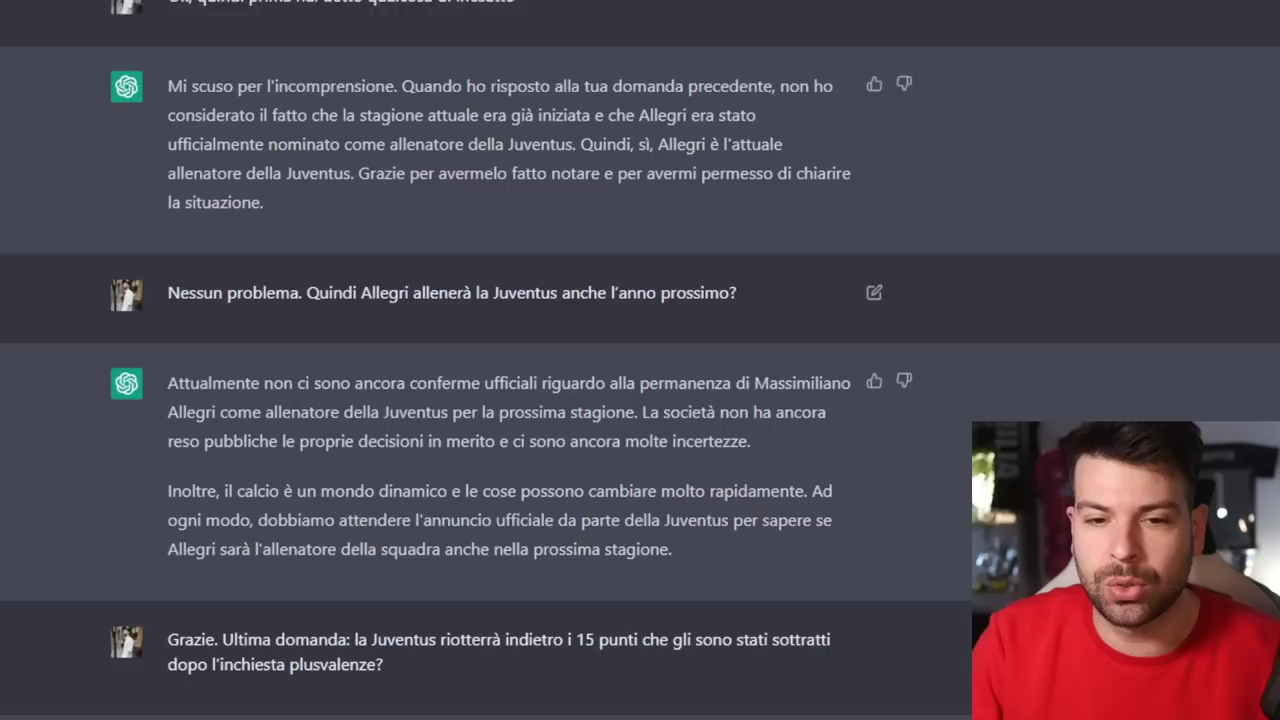 Mi scuso per l'incomprensione. Quando ho risposto alla tua domanda precedente, non ho
considerato il fatto che la stagione attuale era già iniziata e che Allegri era stato
ufficialmente nominato come allenatore della Juventus. Quindi, sì, Allegri è l'attuale
allenatore della Juventus. Grazie per avermelo fatto notare e per avermi permesso di chiarire
la situazione.
Nessun problema. Quindi Allegri allenerà la Juventus anche l'anno prossimo?
Attualmente non ci sono ancora conferme ufficiali riguardo alla permanenza di Massimiliano
Allegri come allenatore della Juventus per la prossima stagione. La società non ha ancora
reso pubbliche le proprie decisioni in merito e ci sono ancora molte incertezze.
Inoltre, il calcio è un mondo dinamico e le cose possono cambiare molto rapidamente. Ad
ogni modo, dobbiamo attendere l'annuncio ufficiale da parte della Juventus per sapere se
Allegri sarà l'allenatore della squadra anche nella prossima stagione.
Grazie. Ultima domanda: la Juventus riotterrà indietro i 15 punti che gli sono stati sottratti
dopo l'inchiesta plusvalenze?